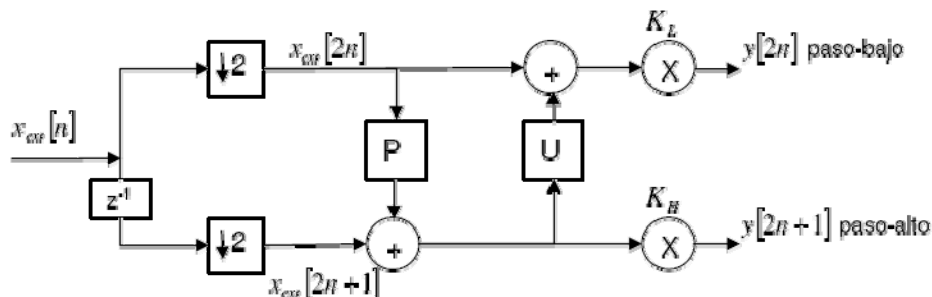 x_ext[n]
z^-1
↓2
x_ext[2n]
P
+
U
K_L
X
y[2n] paso-bajo
↓2
x_ext[2n+1]
+
K_H
X
y[2n+1] paso-alto